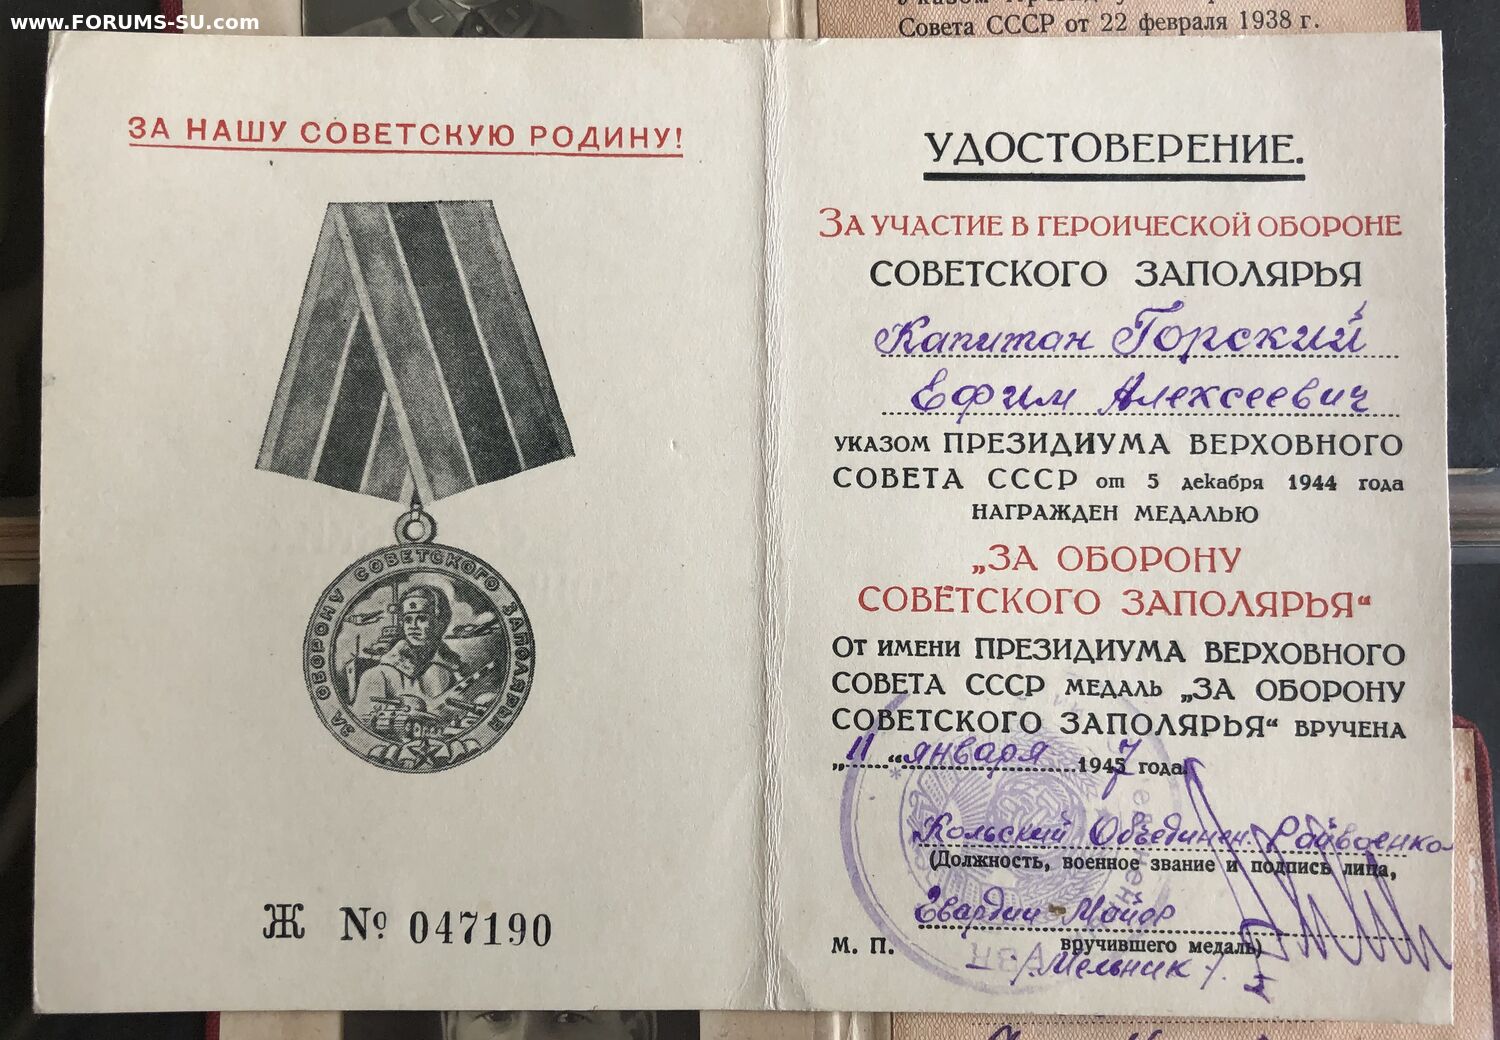 www.FORUMS-SU.com
Совета СССР от 22 февраля 1938 г.
ЗА НАШУ СОВЕТСКУЮ РОДИНУ!
ЗА ОБОРОНУ СОВЕТСКОГО ЗАПОЛЯРЬЯ
Ж № 047190
УДОСТОВЕРЕНИЕ.
ЗА УЧАСТИЕ В ГЕРОИЧЕСКОЙ ОБОРОНЕ
СОВЕТСКОГО ЗАПОЛЯРЬЯ
Капитан Горский
Ефим Алексеевич
УКАЗОМ ПРЕЗИДИУМА ВЕРХОВНОГО
СОВЕТА СССР от 5 декабря 1944 года
НАГРАЖДЕН МЕДАЛЬЮ
„ЗА ОБОРОНУ
СОВЕТСКОГО ЗАПОЛЯРЬЯ“
ОТ ИМЕНИ ПРЕЗИДИУМА ВЕРХОВНОГО
СОВЕТА СССР МЕДАЛЬ „ЗА ОБОРОНУ
СОВЕТСКОГО ЗАПОЛЯРЬЯ“ ВРУЧЕНА
„11“ января 1947 года.
Кольский Объединен. Райвоенко
(Должность, военное звание и подпись лица,
Гвардии - Майор
М. П. вручившего медаль)
/Мельник/.